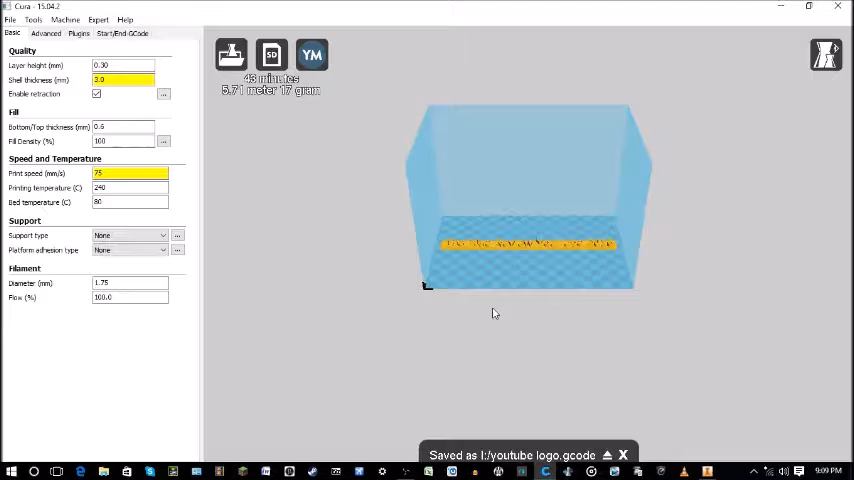 Cura - 15.04.2
File Tools Machine Expert Help
Basic Advanced Plugins Start/End-GCode
Quality
Layer height (mm) 0.30
Shell thickness (mm) 3.0
Enable retraction ...
Fill
Bottom/Top thickness (mm) 0.6
Fill Density (%) 100 ...
Speed and Temperature
Print speed (mm/s) 75
Printing temperature (C) 240
Bed temperature (C) 80
Support
Support type None ...
Platform adhesion type None ...
Filament
Diameter (mm) 1.75
Flow (%) 100.0
SD YM
43 minutes
5.71 meter 17 gram
Saved as I:/youtube logo.gcode X
9:09 PM